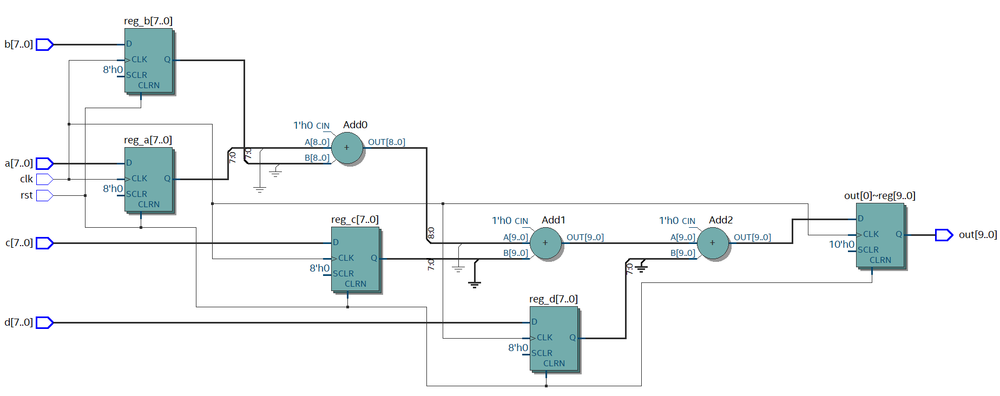 reg_b[7..0]
b[7..0]
D
CLK
Q
8'h0
SCLR
CLRN
reg_a[7..0]
a[7..0]
D
clk
CLK
Q
8'h0
SCLR
rst
CLRN
7:0
7:0
1'h0 CIN
Add0
A[8..0]
B[8..0]
+
OUT[8..0]
reg_c[7..0]
c[7..0]
D
CLK
Q
8'h0
SCLR
CLRN
8:0
7:0
1'h0 CIN
Add1
A[9..0]
B[9..0]
+
OUT[9..0]
1'h0 CIN
Add2
A[9..0]
B[9..0]
+
OUT[9..0]
7:0
reg_d[7..0]
d[7..0]
D
CLK
Q
8'h0
SCLR
CLRN
out[0]~reg[9..0]
D
CLK
Q
10'h0
SCLR
CLRN
out[9..0]